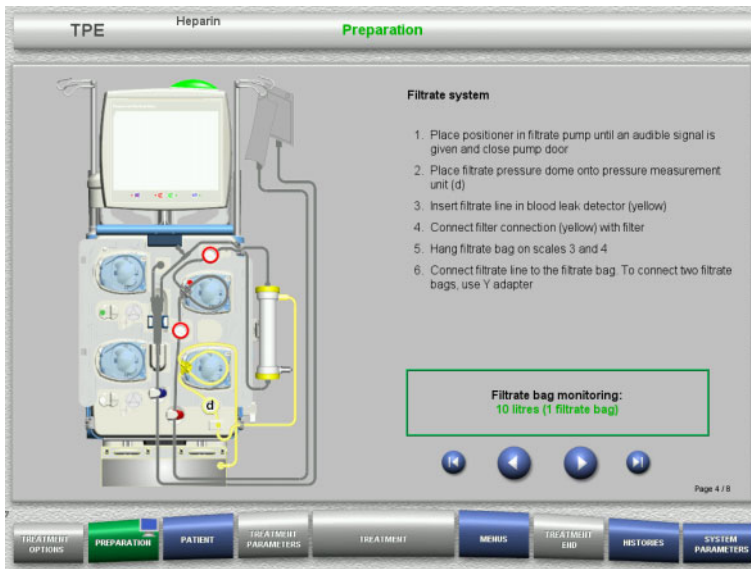 TPE
Heparin
Preparation
Filtrate system
1. Place positioner in filtrate pump until an audible signal is
given and close pump door
2. Place filtrate pressure dome onto pressure measurement
unit (d)
3. Insert filtrate line in blood leak detector (yellow)
4. Connect filter connection (yellow) with filter
5. Hang filtrate bag on scales 3 and 4
6. Connect filtrate line to the filtrate bag. To connect two filtrate
bags, use Y adapter
d
Filtrate bag monitoring:
10 litres (1 filtrate bag)
Page 4 / 8
TREATMENT
OPTIONS
PREPARATION
PATIENT
TREATMENT
PARAMETERS
TREATMENT
MENUS
TREATMENT
END
HISTORIES
SYSTEM
PARAMETERS